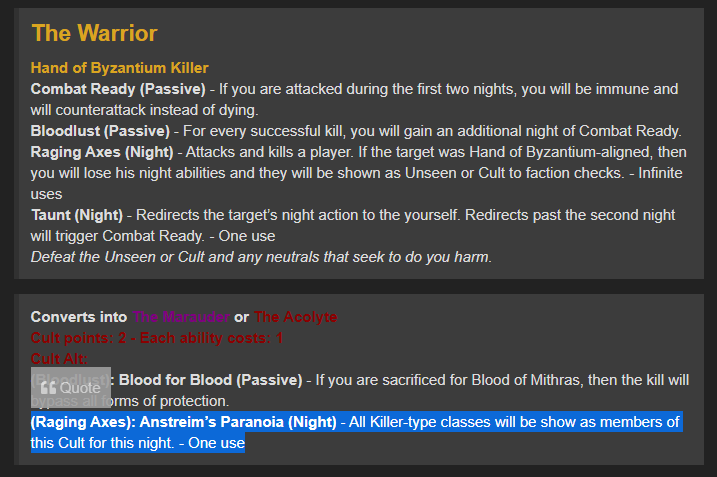 The Warrior
Hand of Byzantium Killer
Combat Ready (Passive) - If you are attacked during the first two nights, you will be immune and
will counterattack instead of dying.
Bloodlust (Passive) - For every successful kill, you will gain an additional night of Combat Ready.
Raging Axes (Night) - Attacks and kills a player. If the target was Hand of Byzantium-aligned, then
you will lose his night abilities and they will be shown as Unseen or Cult to faction checks. - Infinite
uses
Taunt (Night) - Redirects the target’s night action to the yourself. Redirects past the second night
will trigger Combat Ready. - One use
Defeat the Unseen or Cult and any neutrals that seek to do you harm.
Converts into The Marauder or The Acolyte
Cult points: 2 - Each ability costs: 1
Cult Alt:
(Bloodlust): Blood for Blood (Passive) - If you are sacrificed for Blood of Mithras, then the kill will
Quote
bypass all forms of protection.
(Raging Axes): Anstreim’s Paranoia (Night) - All Killer-type classes will be show as members of
this Cult for this night. - One use